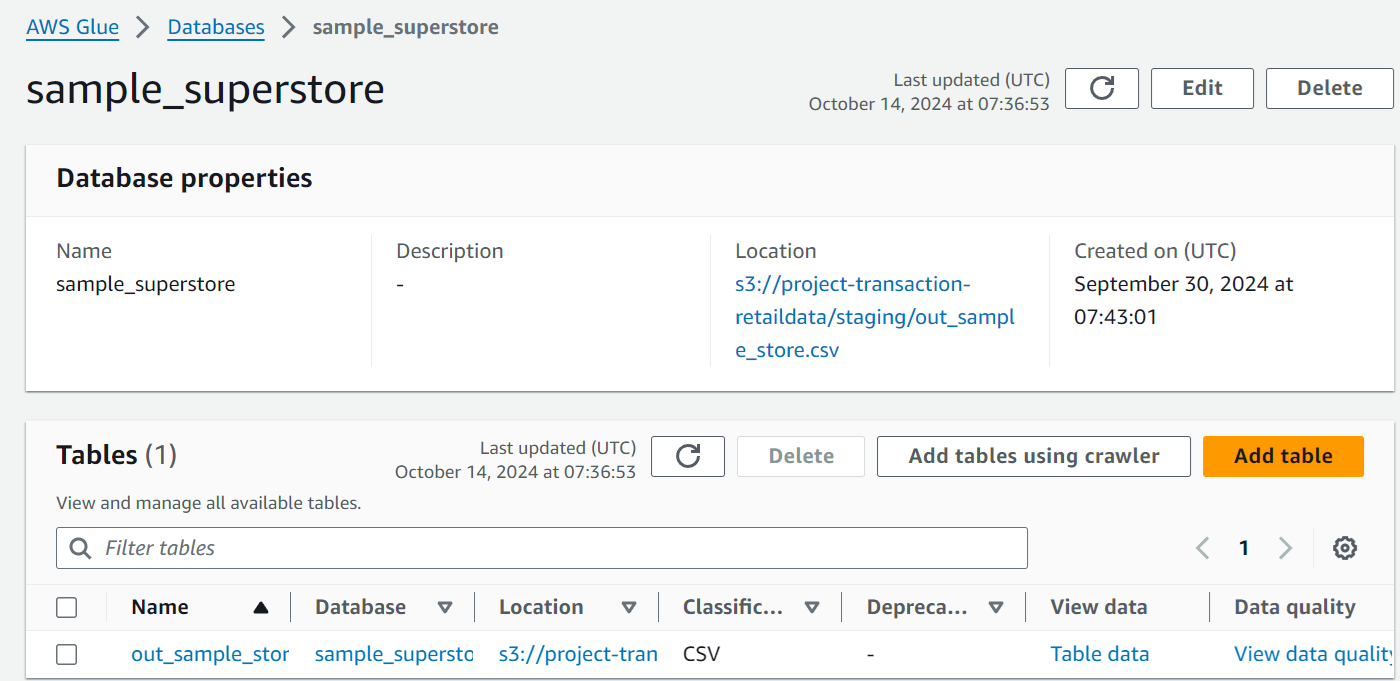 AWS Glue > Databases > sample_superstore
sample_superstore
Last updated (UTC)
October 14, 2024 at 07:36:53
Edit
Delete
Database properties
Name
sample_superstore
Description
-
Location
s3://project-transaction-
retaildata/staging/out_sampl
e_store.csv
Created on (UTC)
September 30, 2024 at
07:43:01
Tables (1)
Last updated (UTC)
October 14, 2024 at 07:36:53
Delete
Add tables using crawler
Add table
View and manage all available tables.
Filter tables
1
Name Database Location Classific... Depreca... View data Data quality
out_sample_stor sample_supersto s3://project-tran CSV - Table data View data quality